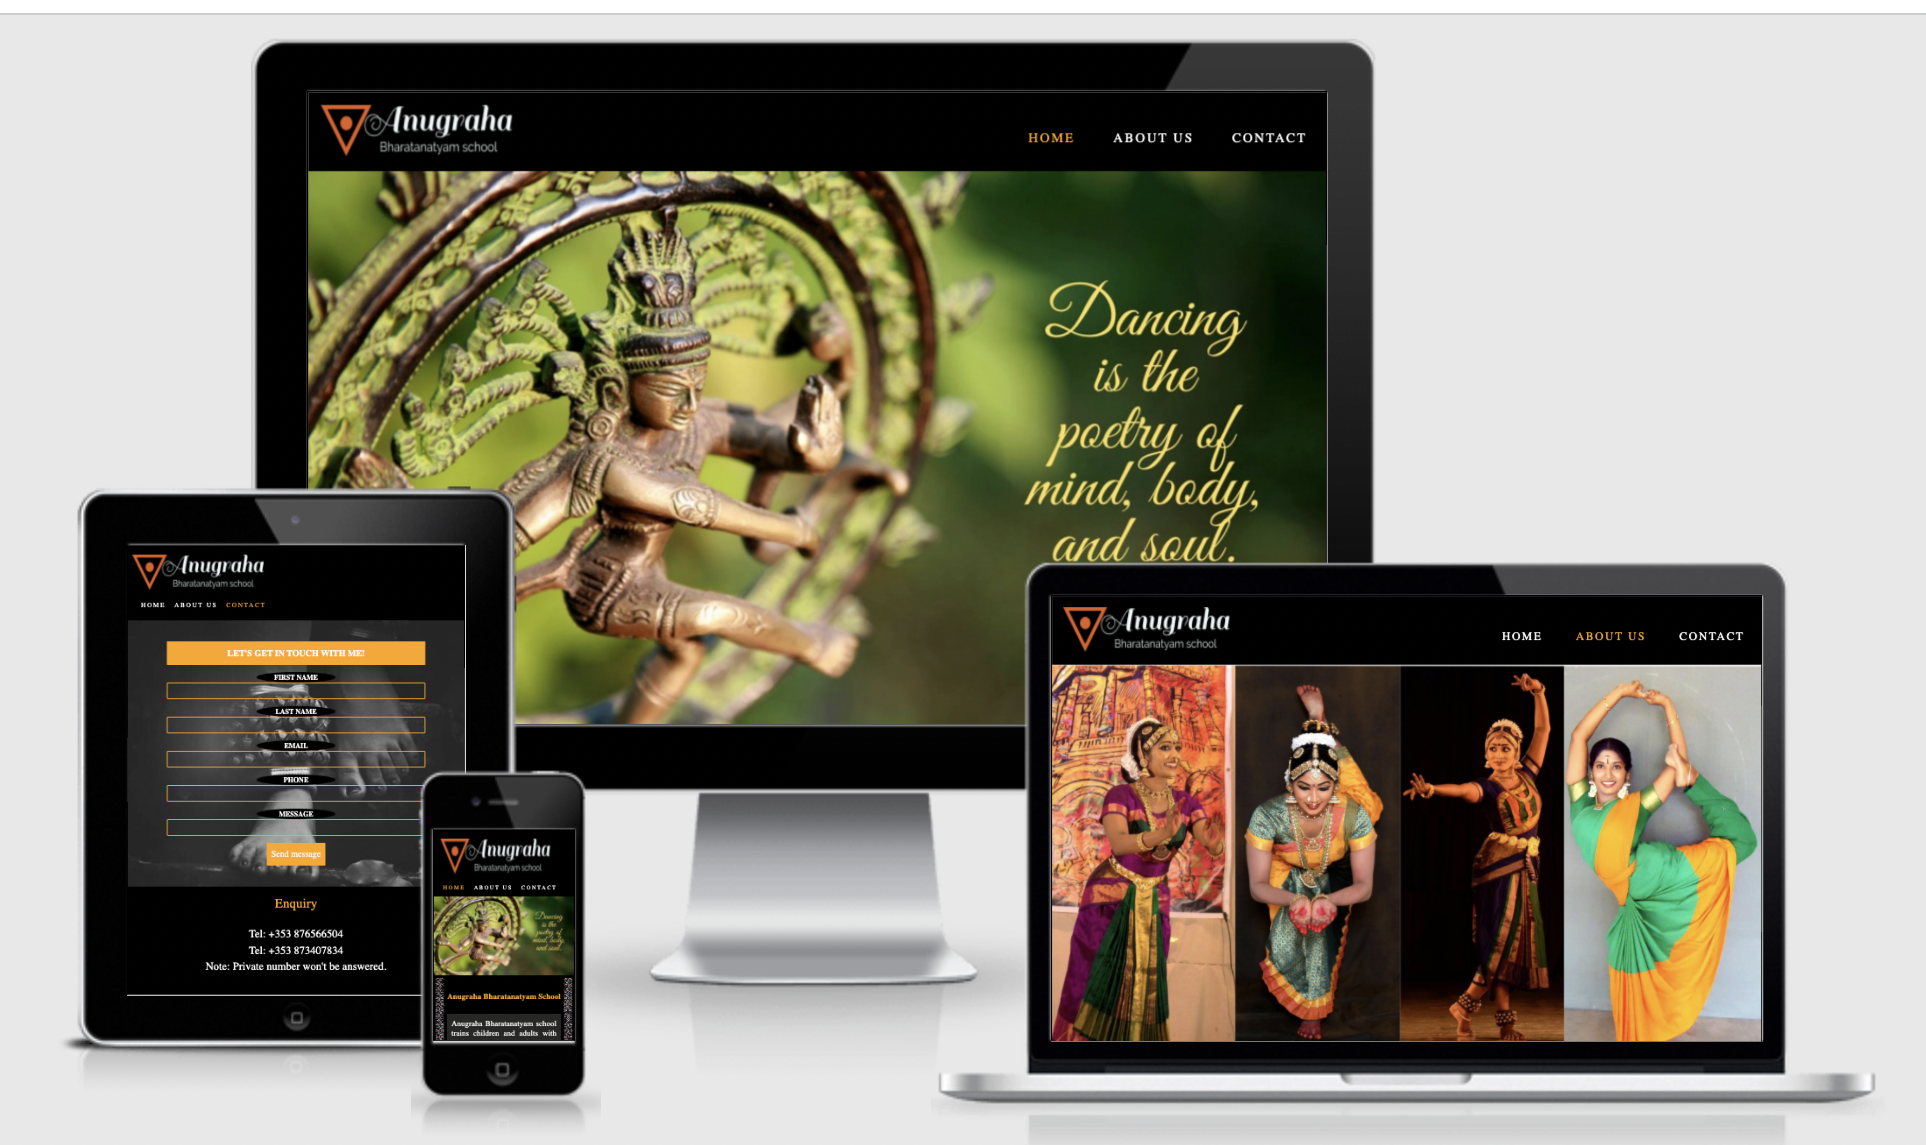 Anugraha
Bharatanatyam school
HOME ABOUT US CONTACT
Dancing
is the
poetry of
mind, body,
and soul.
Anugraha
Bharatanatyam school
HOME ABOUT US CONTACT
LET'S GET IN TOUCH WITH ME!
FIRST NAME
LAST NAME
EMAIL
PHONE
MESSAGE
Send message
Enquiry
Tel: +353 876566504
Tel: +353 873407834
Note: Private number won't be answered.
Anugraha
Bharatanatyam school
HOME ABOUT US CONTACT
Dancing
is the
poetry of
mind, body,
and soul.
Anugraha Bharatanatyam School
Anugraha Bharatanatyam school
trains children and adults with
Anugraha
Bharatanatyam school
HOME ABOUT US CONTACT